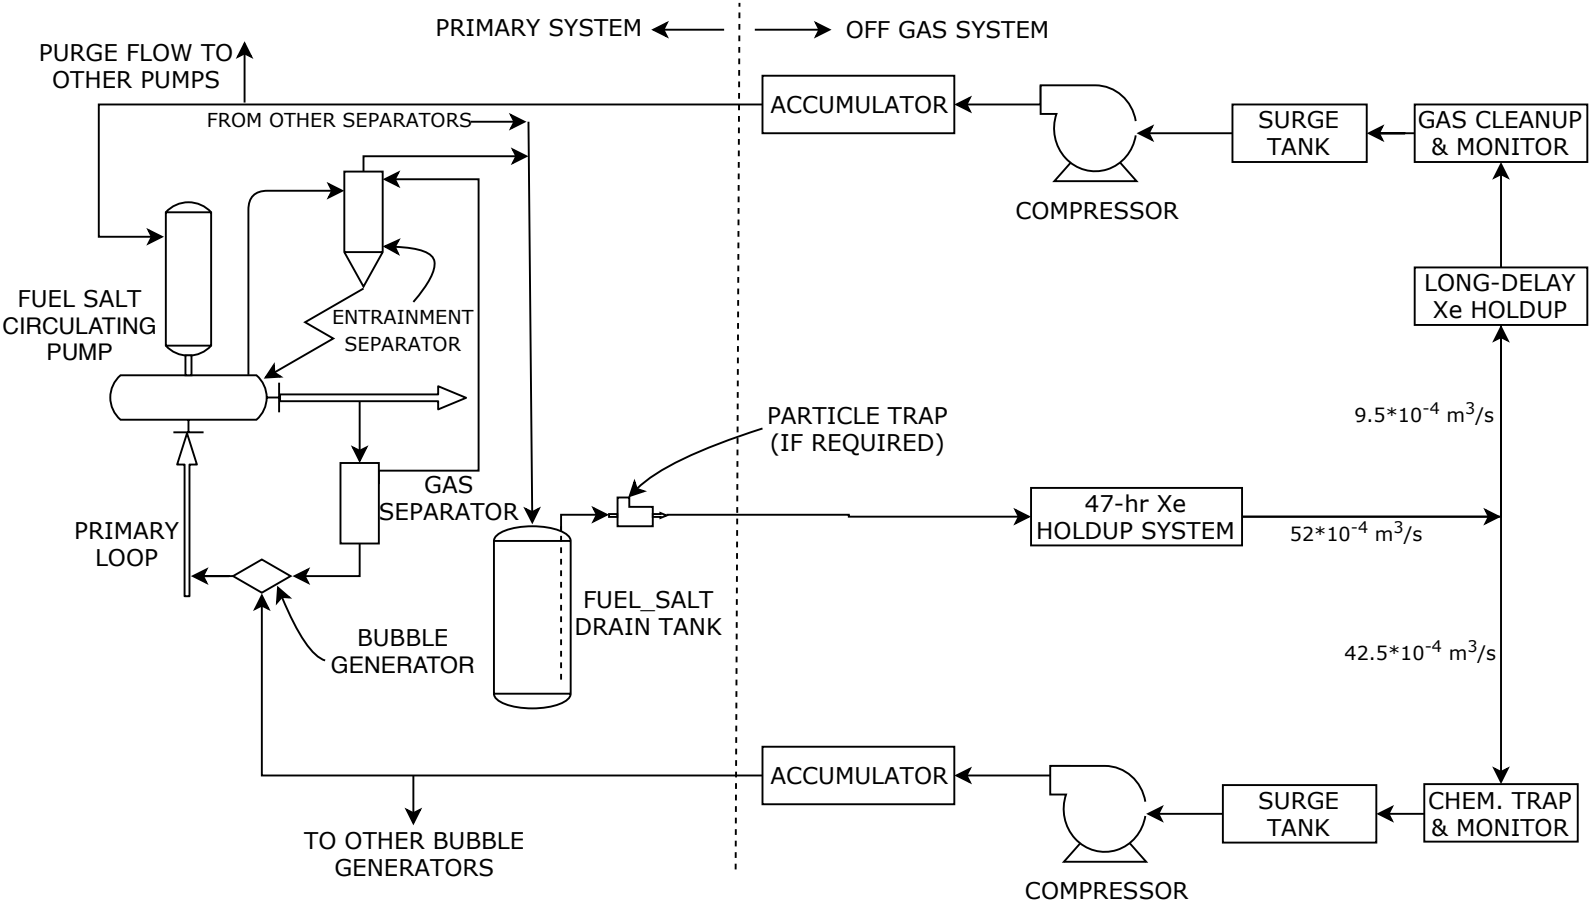 PRIMARY SYSTEM
OFF GAS SYSTEM
PURGE FLOW TO
OTHER PUMPS
FROM OTHER SEPARATORS
ACCUMULATOR
COMPRESSOR
SURGE
TANK
GAS CLEANUP
& MONITOR
LONG-DELAY
Xe HOLDUP
FUEL SALT
CIRCULATING
PUMP
ENTRAINMENT
SEPARATOR
9.5*10-4 m3/s
PARTICLE TRAP
(IF REQUIRED)
GAS
SEPARATOR
47-hr Xe
HOLDUP SYSTEM
52*10-4 m3/s
PRIMARY
LOOP
FUEL_SALT
DRAIN TANK
BUBBLE
GENERATOR
42.5*10-4 m3/s
ACCUMULATOR
COMPRESSOR
SURGE
TANK
CHEM. TRAP
& MONITOR
TO OTHER BUBBLE
GENERATORS